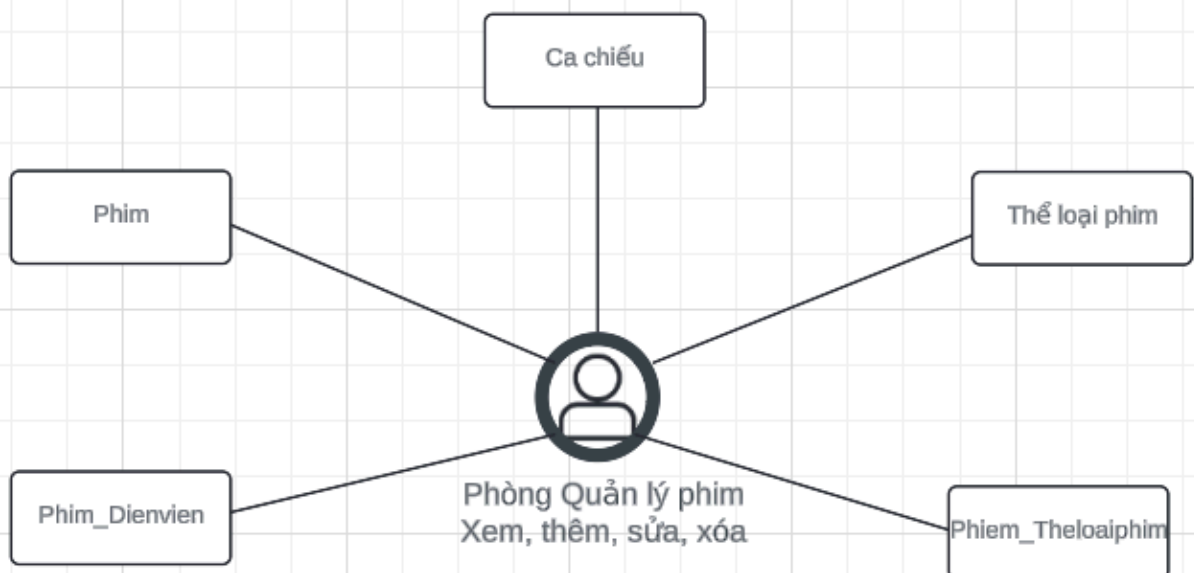 Ca chiếu
Phim
Thể loại phim
Phòng Quản lý phim
Xem, thêm, sửa, xóa
Phim_Dienvien
Phiem_Theloaiphim